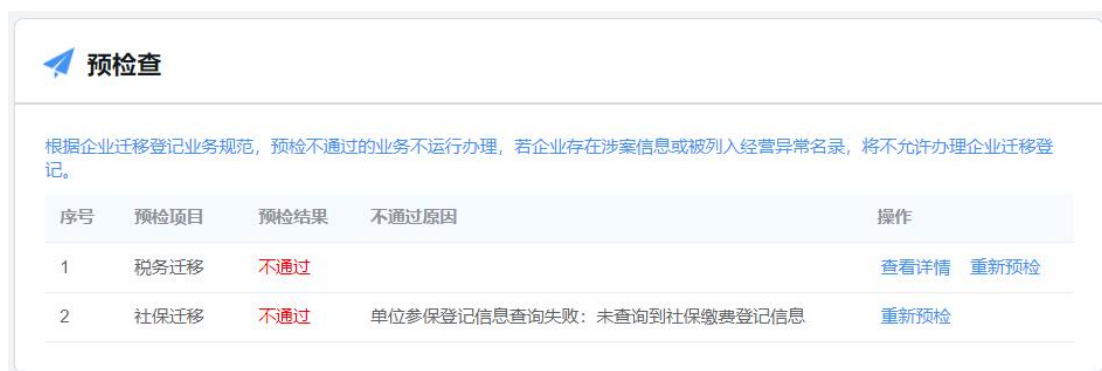 预检查
根据企业迁移登记业务规范，预检不通过的业务不运行办理，若企业存在涉案信息或被列入经营异常名录，将不允许办理企业迁移登
记。
序号 预检项目 预检结果 不通过原因 操作
1 税务迁移 不通过 查看详情 重新预检
2 社保迁移 不通过 单位参保登记信息查询失败：未查询到社保缴费登记信息 重新预检